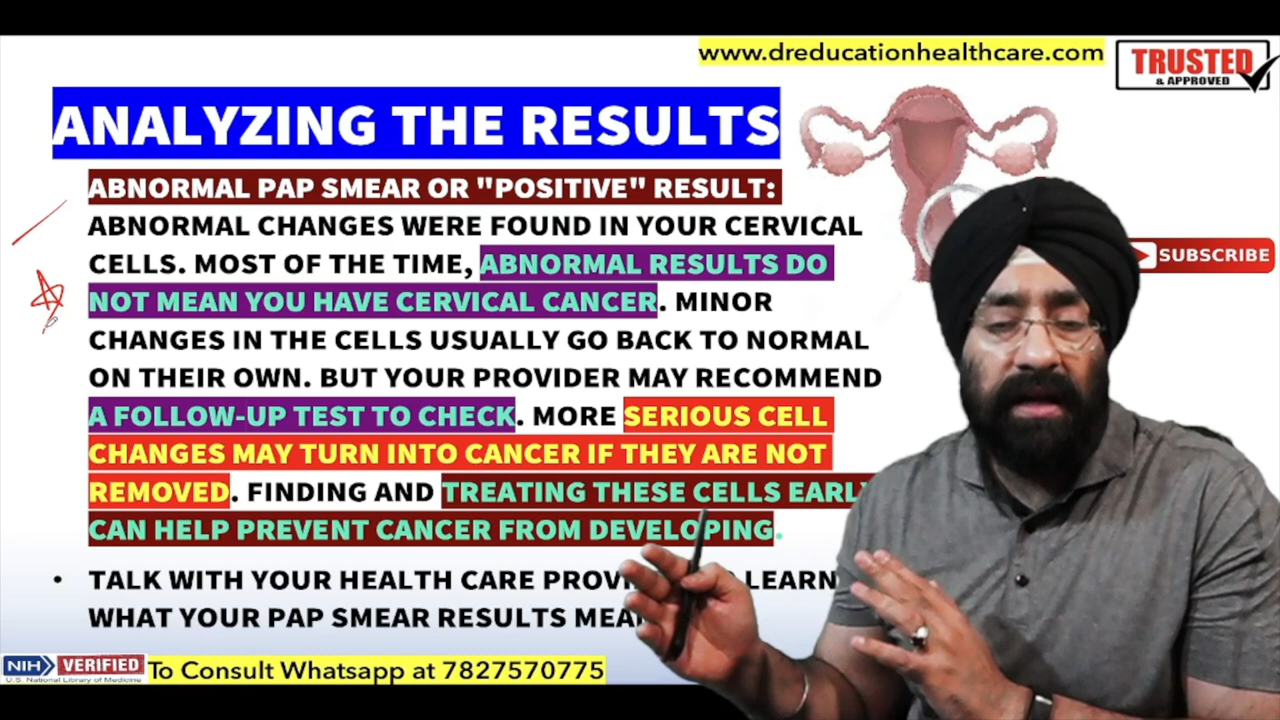 www.dreducationhealthcare.com
TRUSTED
& APPROVED
ANALYZING THE RESULTS
ABNORMAL PAP SMEAR OR "POSITIVE" RESULT:
ABNORMAL CHANGES WERE FOUND IN YOUR CERVICAL
CELLS. MOST OF THE TIME, ABNORMAL RESULTS DO
NOT MEAN YOU HAVE CERVICAL CANCER. MINOR
CHANGES IN THE CELLS USUALLY GO BACK TO NORMAL
ON THEIR OWN. BUT YOUR PROVIDER MAY RECOMMEND
A FOLLOW-UP TEST TO CHECK. MORE SERIOUS CELL
CHANGES MAY TURN INTO CANCER IF THEY ARE NOT
REMOVED. FINDING AND TREATING THESE CELLS EARLY
CAN HELP PREVENT CANCER FROM DEVELOPING.
• TALK WITH YOUR HEALTH CARE LEARN
WHAT YOUR PAP SMEAR RESULTS
SUBSCRIBE
NIH VERIFIED
U.S. National Library of Medicine
To Consult Whatsapp at 7827570775